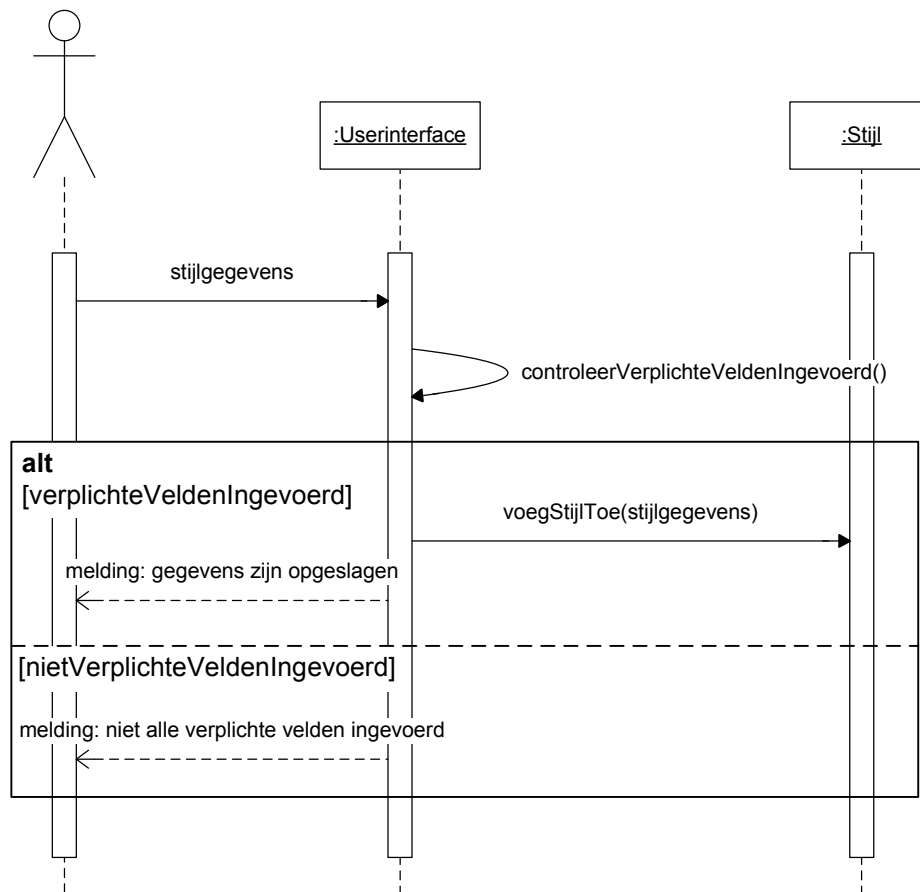 :Userinterface
:Stijl
stijlgegevens
controleerVerplichteVeldenIngevoerd()
alt
[verplichteVeldenIngevoerd]
voegStijlToe(stijlgegevens)
melding: gegevens zijn opgeslagen
[nietVerplichteVeldenIngevoerd]
melding: niet alle verplichte velden ingevoerd